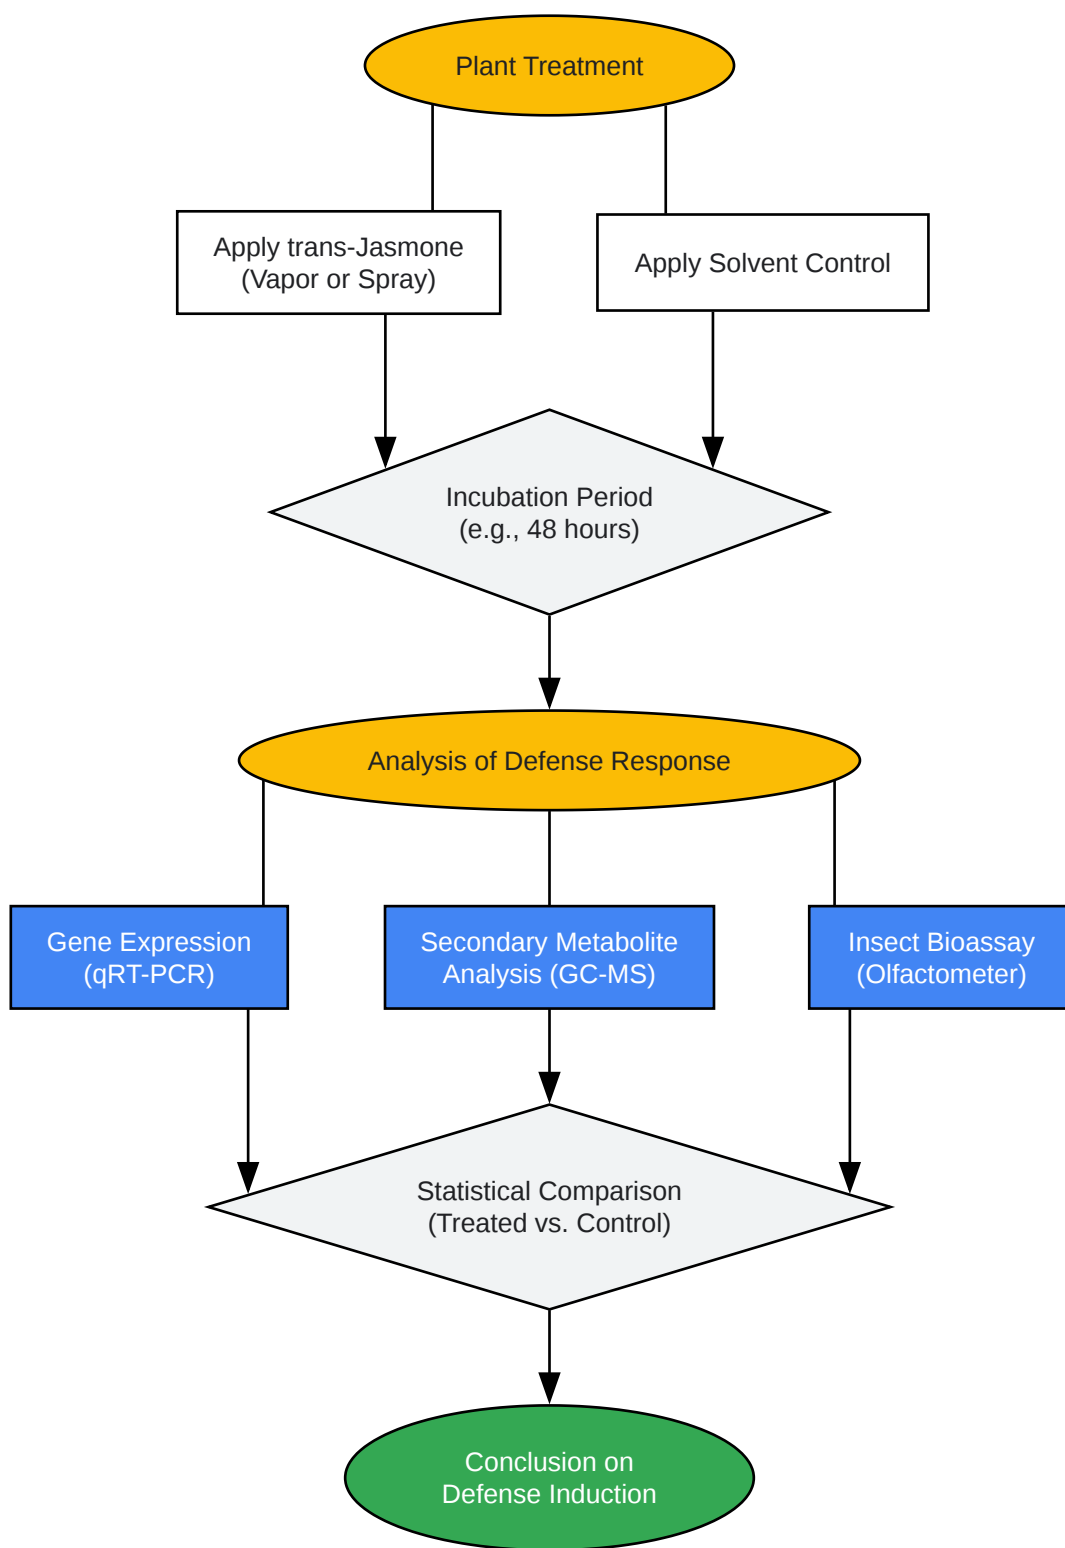 Plant Treatment
Apply trans-Jasmone
(Vapor or Spray)
Apply Solvent Control
Incubation Period
(e.g., 48 hours)
Analysis of Defense Response
Gene Expression
(qRT-PCR)
Secondary Metabolite
Analysis (GC-MS)
Insect Bioassay
(Olfactometer)
Statistical Comparison
(Treated vs. Control)
Conclusion on
Defense Induction